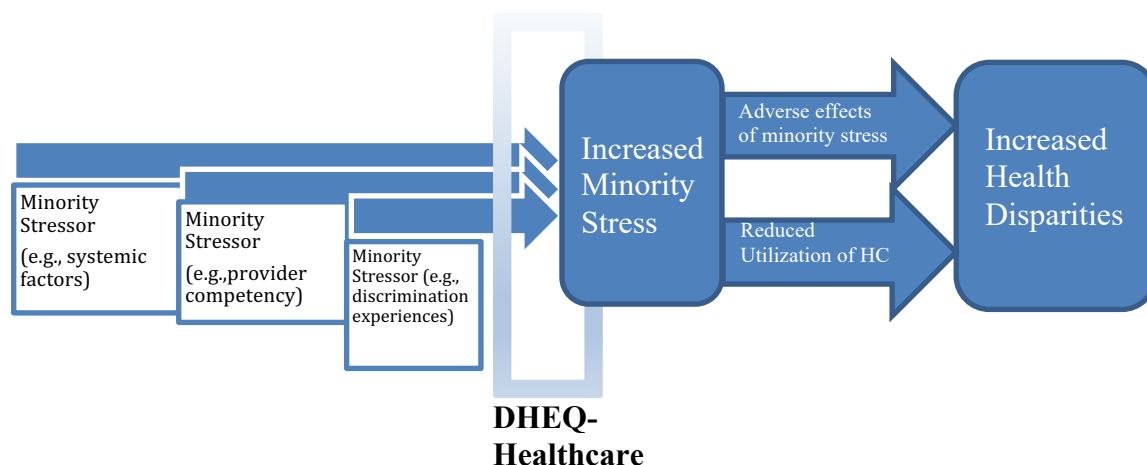 Minority
Stressor
(e.g., systemic
factors)
Minority
Stressor
(e.g.,provider
competency)
Minority
Stressor (e.g.,
discrimination
experiences)
DHEQ-
Healthcare
Increased
Minority
Stress
Adverse effects
of minority stress
Reduced
Utilization of HC
Increased
Health
Disparities